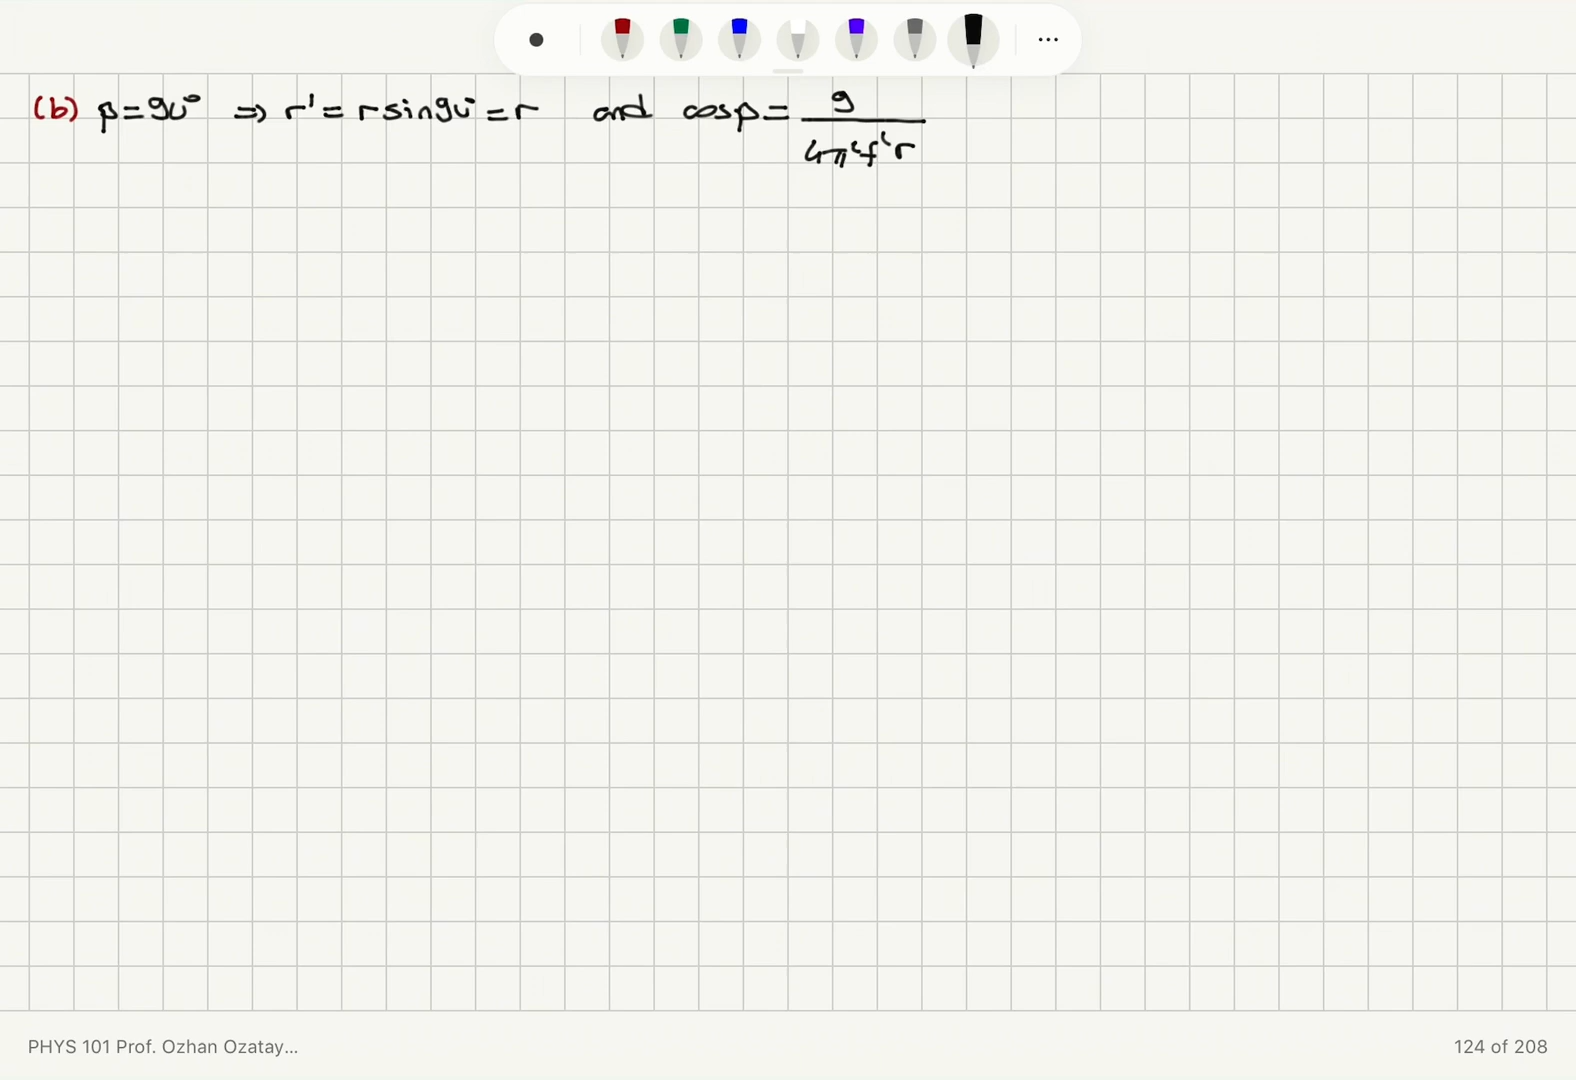 (b) β=90° ⇒ r'= r sin90° = r and cosβ = g/4π²f²r
PHYS 101 Prof. Ozhan Ozatay...
124 of 208